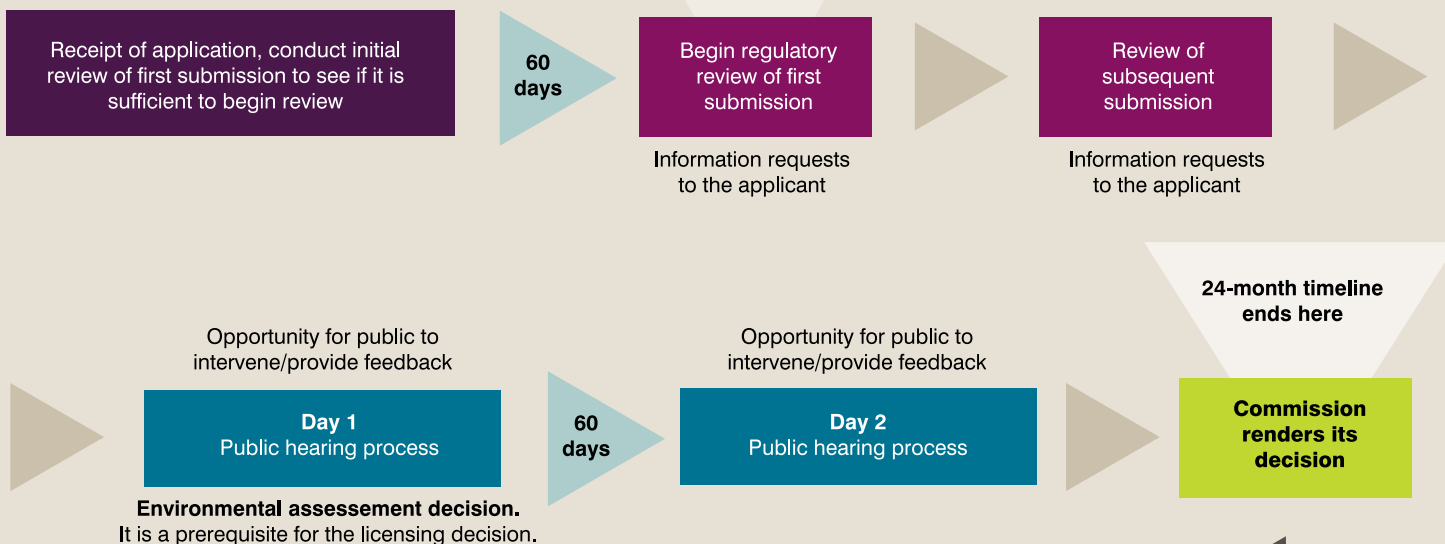 Receipt of application, conduct initial
review of first submission to see if it is
sufficient to begin review
60
days
Begin regulatory
review of first
submission
Information requests
to the applicant
Review of
subsequent
submission
Information requests
to the applicant
Opportunity for public to
intervene/provide feedback
Day 1
Public hearing process
Environmental assessement decision.
It is a prerequisite for the licensing decision.
60
days
Opportunity for public to
intervene/provide feedback
Day 2
Public hearing process
24-month timeline
ends here
Commission
renders its
decision